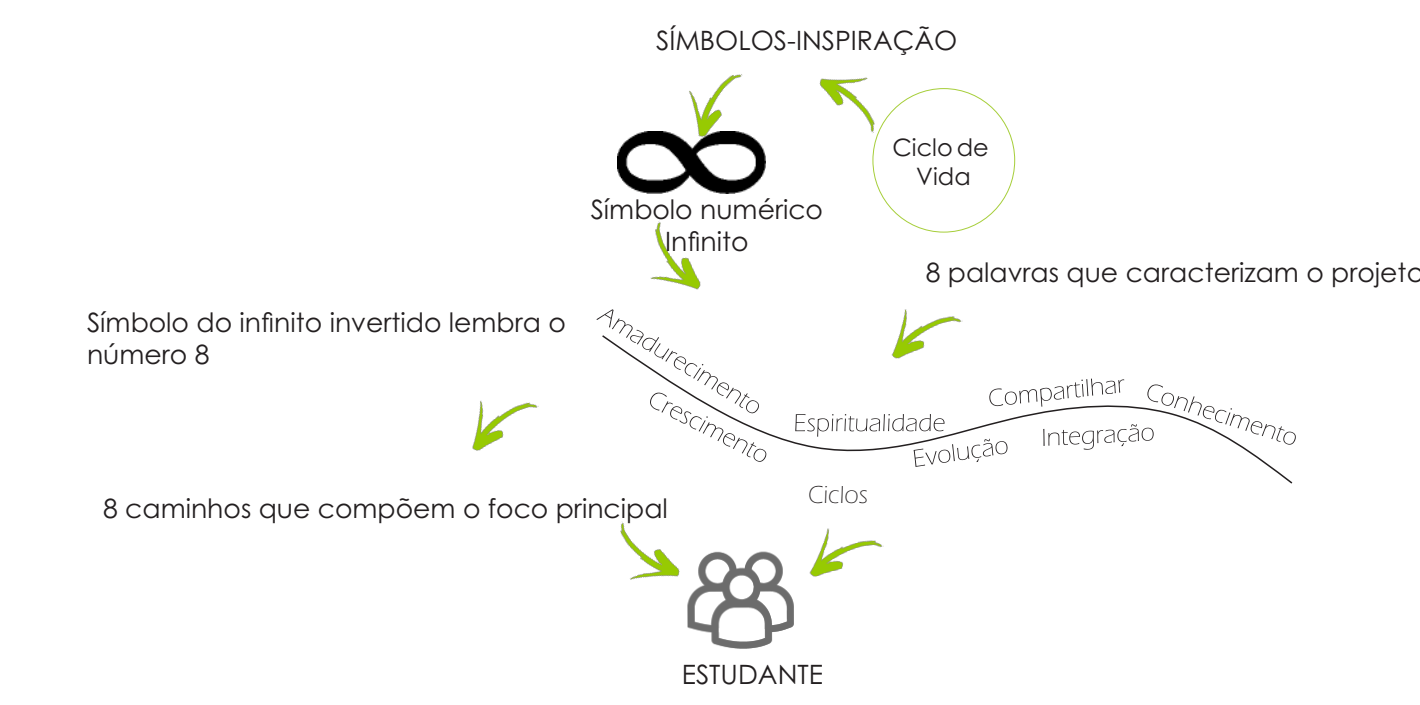 SÍMBOLOS-INSPIRAÇÃO
Ciclo de
Vida
Símbolo numérico
Infinito
8 palavras que caracterizam o projeto
Símbolo do infinito invertido lembra o
número 8
Amadurecimento
Crescimento
Espiritualidade
Evolução
Compartilhar
Integração
Conhecimento
Ciclos
8 caminhos que compõem o foco principal
ESTUDANTE